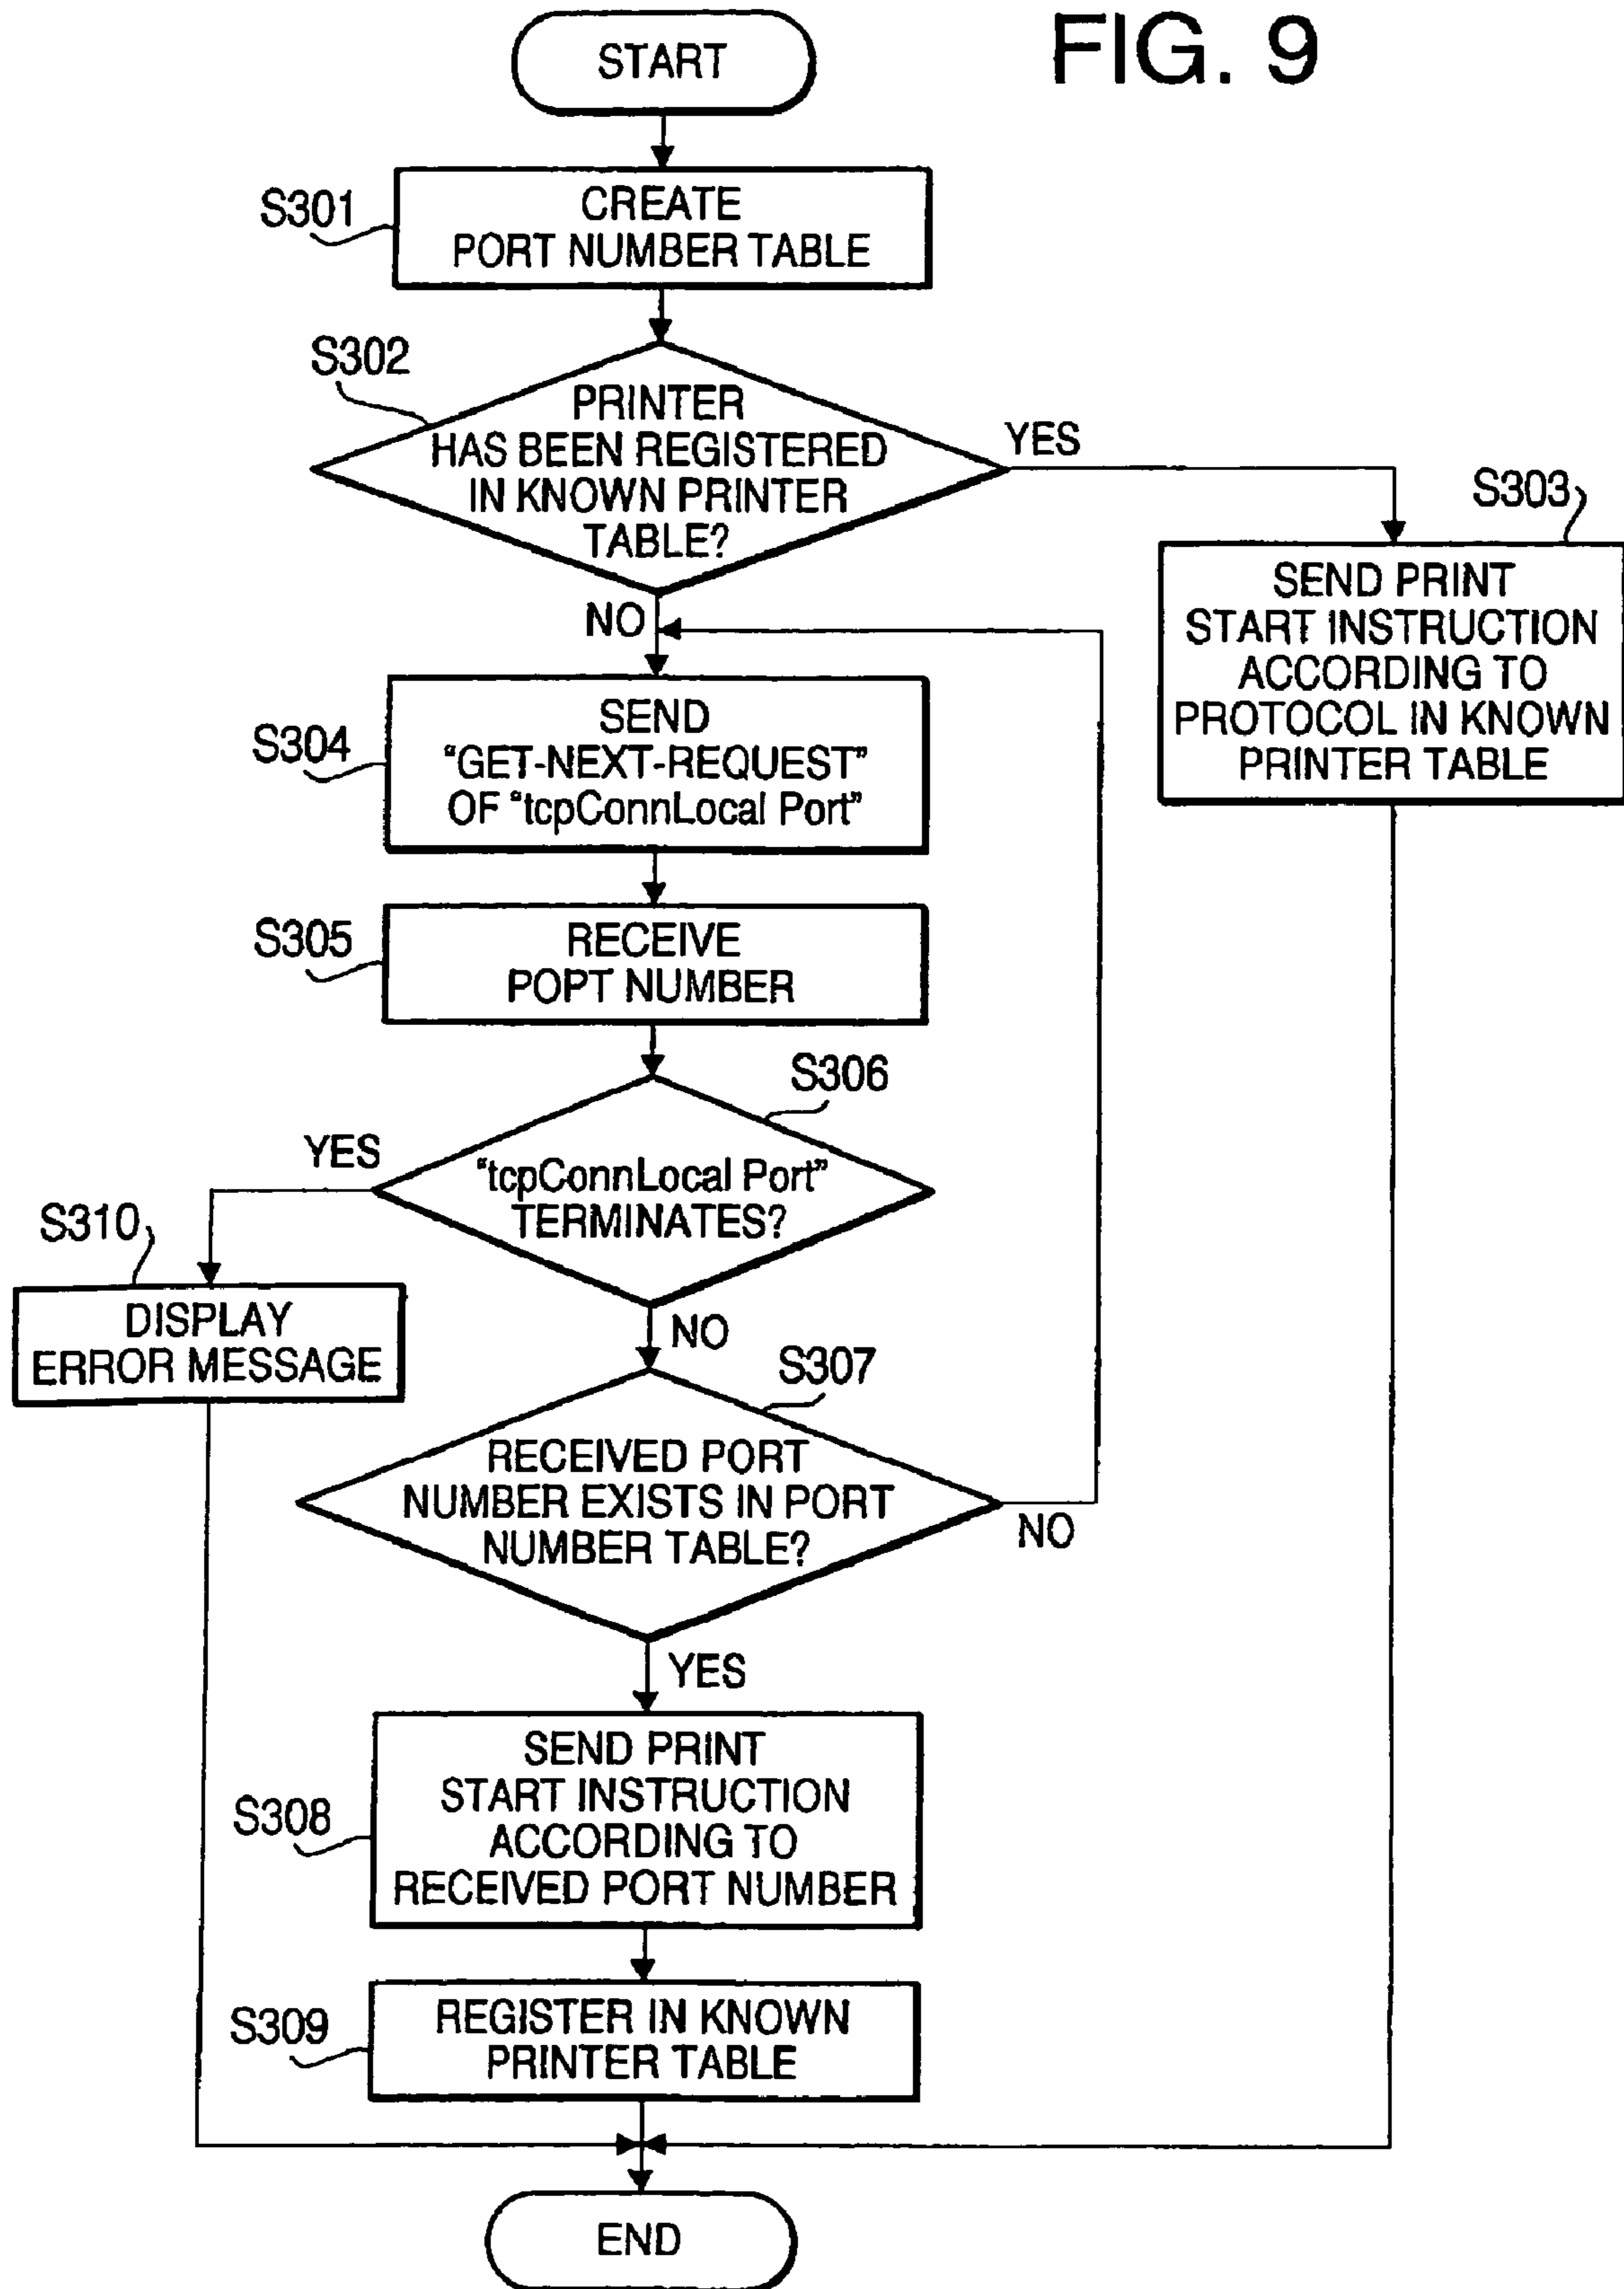 FIG. 9
START
S301
CREATE
PORT NUMBER TABLE
S302
PRINTER
HAS BEEN REGISTERED
IN KNOWN PRINTER
TABLE?
YES
NO
S303
SEND PRINT
START INSTRUCTION
ACCORDING TO
PROTOCOL IN KNOWN
PRINTER TABLE
S304
SEND
“GET-NEXT-REQUEST”
OF “tcpConnLocal Port”
S305
RECEIVE
POPT NUMBER
S306
YES
“tcpConnLocal Port”
TERMINATES?
NO
S310
DISPLAY
ERROR MESSAGE
S307
RECEIVED PORT
NUMBER EXISTS IN PORT
NUMBER TABLE?
NO
YES
S308
SEND PRINT
START INSTRUCTION
ACCORDING TO
RECEIVED PORT NUMBER
S309
REGISTER IN KNOWN
PRINTER TABLE
END